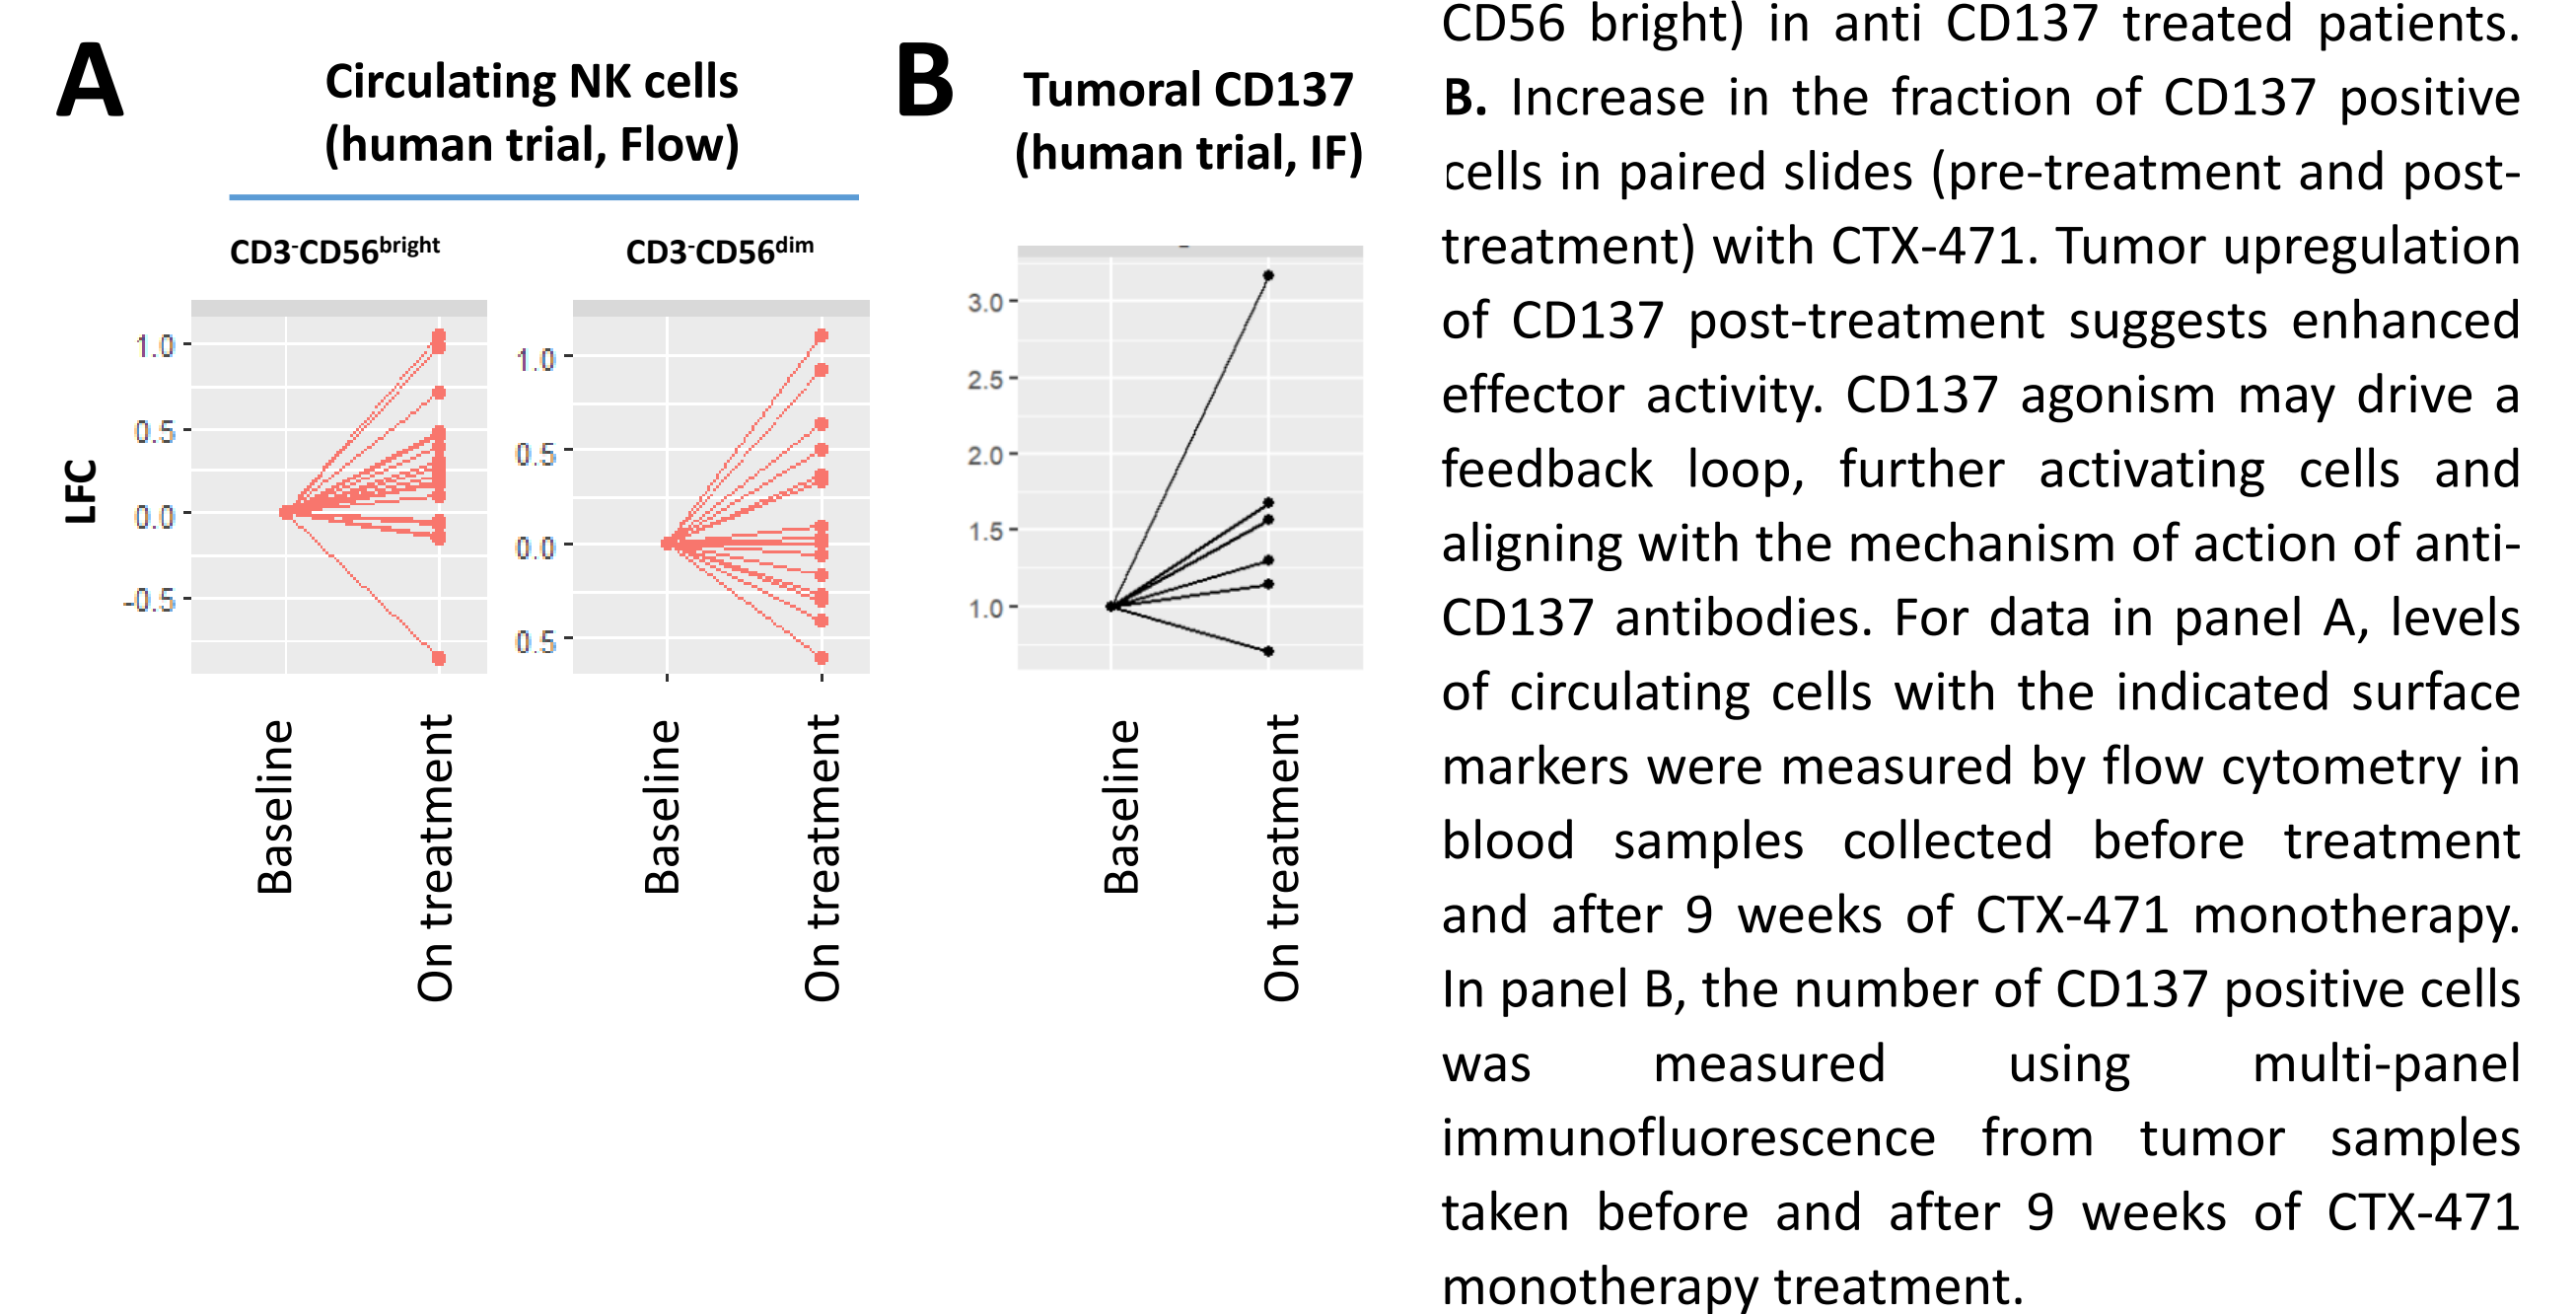 A
Circulating NK cells
(human trial, Flow)
CD3-CD56bright
CD3-CD56dim
LFC
1.0
0.5
0.0
-0.5
1.0
0.5
0.0
0.5
Baseline
On treatment
Baseline
On treatment
B
Tumoral CD137
(human trial, IF)
3.0
2.5
2.0
1.5
1.0
Baseline
On treatment
CD56 bright) in anti CD137 treated patients.
B. Increase in the fraction of CD137 positive
cells in paired slides (pre-treatment and post-
treatment) with CTX-471. Tumor upregulation
of CD137 post-treatment suggests enhanced
effector activity. CD137 agonism may drive a
feedback loop, further activating cells and
aligning with the mechanism of action of anti-
CD137 antibodies. For data in panel A, levels
of circulating cells with the indicated surface
markers were measured by flow cytometry in
blood samples collected before treatment
and after 9 weeks of CTX-471 monotherapy.
In panel B, the number of CD137 positive cells
was measured using multi-panel
immunofluorescence from tumor samples
taken before and after 9 weeks of CTX-471
monotherapy treatment.